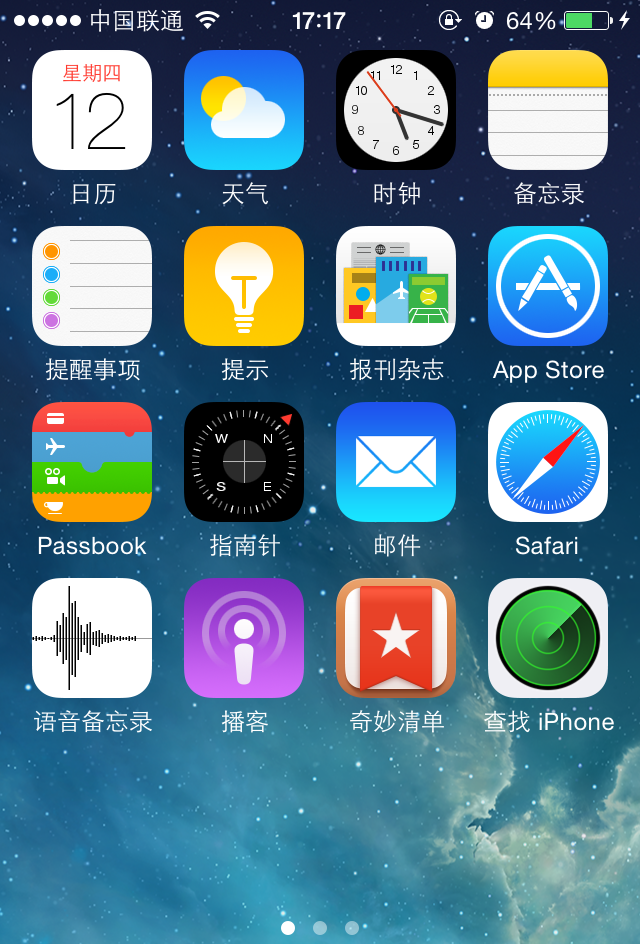 中国联通 17:17 64%
星期四
12
12 1 2 3 4 5 6 7 8 9 10 11
日历 天气 时钟 备忘录
提醒事项 提示 报刊杂志 App Store
W N
S E
Passbook 指南针 邮件 Safari
语音备忘录 播客 奇妙清单 查找 iPhone